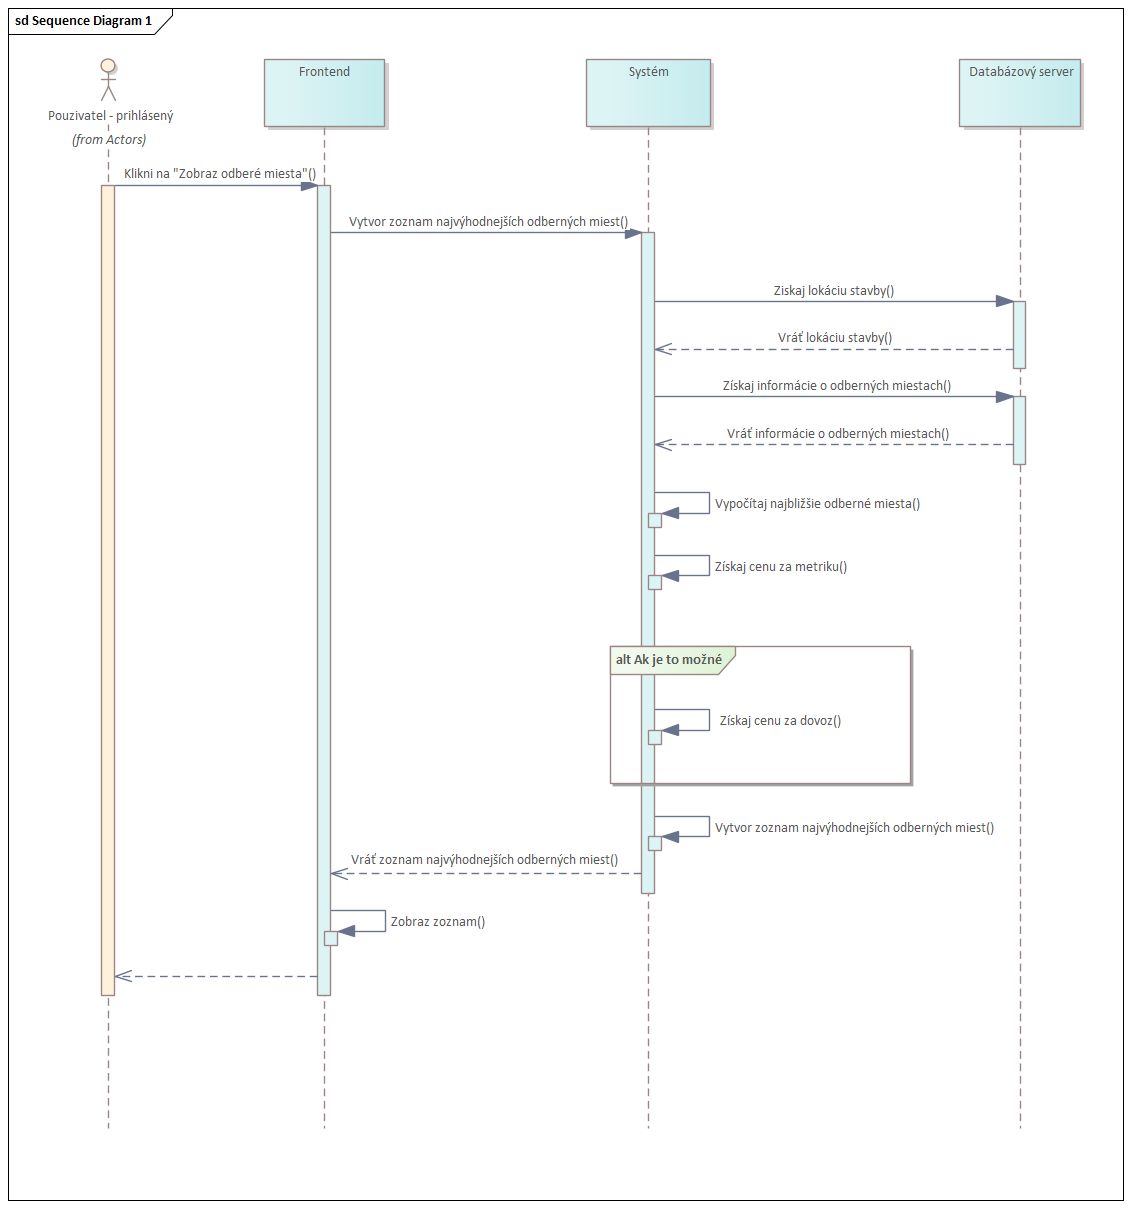 sd Sequence Diagram 1
Pouzivatel - prihlásený
(from Actors)
Frontend
Systém
Databázový server
Klikni na "Zobraz odberé miesta"()
Vytvor zoznam najvýhodnejších odberných miest()
Ziskaj lokáciu stavby()
Vráť lokáciu stavby()
Získaj informácie o odberných miestach()
Vráť informácie o odberných miestach()
Vypočítaj najbližšie odberné miesta()
Získaj cenu za metriku()
alt Ak je to možné
Získaj cenu za dovoz()
Vytvor zoznam najvýhodnejších odberných miest()
Vráť zoznam najvýhodnejších odberných miest()
Zobraz zoznam()